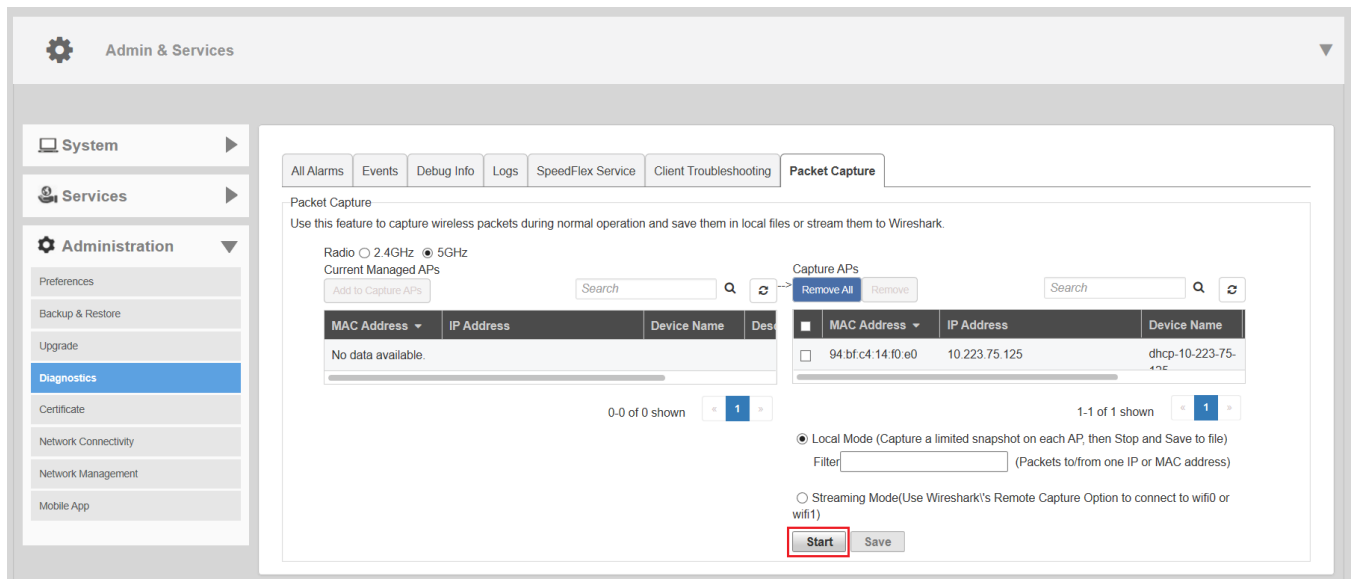 Admin & Services
System
Services
Administration
Preferences
Backup & Restore
Upgrade
Diagnostics
Certificate
Network Connectivity
Network Management
Mobile App
All Alarms Events Debug Info Logs SpeedFlex Service Client Troubleshooting Packet Capture
Packet Capture
Use this feature to capture wireless packets during normal operation and save them in local files or stream them to Wireshark.
Radio 2.4GHz 5GHz
Current Managed APs
Add to Capture APs Search
MAC Address IP Address Device Name Desc
No data available.
0-0 of 0 shown « 1 »
-->
Capture APs
Remove All Remove Search
MAC Address IP Address Device Name
94:bf:c4:14:f0:e0 10.223.75.125 dhcp-10-223-75-
125
1-1 of 1 shown « 1 »
Local Mode (Capture a limited snapshot on each AP, then Stop and Save to file)
Filter (Packets to/from one IP or MAC address)
Streaming Mode(Use Wireshark\'s Remote Capture Option to connect to wifi0 or
wifi1)
Start Save